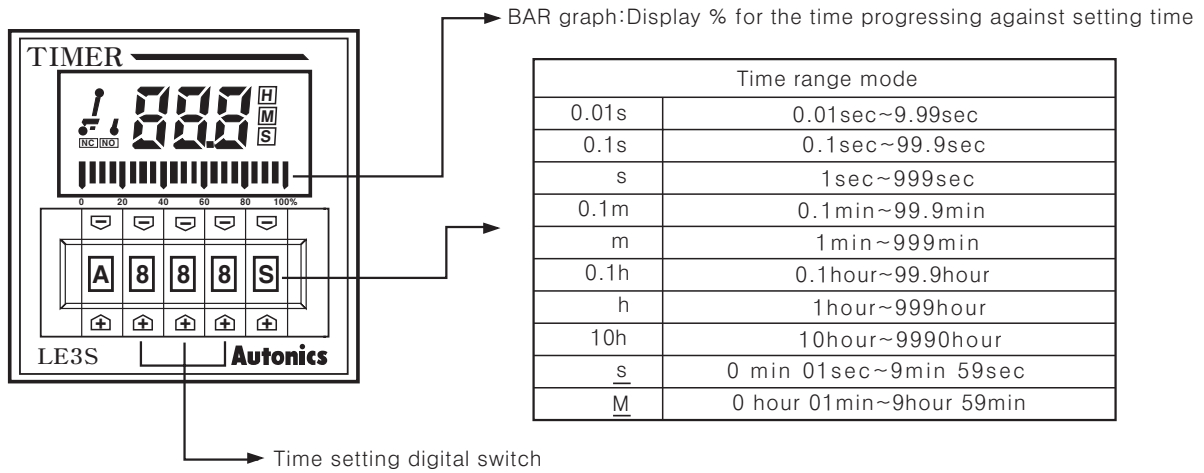 BAR graph:Display % for the time progressing against setting time
TIMER
88.8
H
M
S
NC NO
0 20 40 60 80 100%
A 8 8 8 S
LE3S Autonics
Time setting digital switch
Time range mode
0.01s 0.01sec~9.99sec
0.1s 0.1sec~99.9sec
s 1sec~999sec
0.1m 0.1min~99.9min
m 1min~999min
0.1h 0.1hour~99.9hour
h 1hour~999hour
10h 10hour~9990hour
s 0 min 01sec~9min 59sec
M 0 hour 01min~9hour 59min